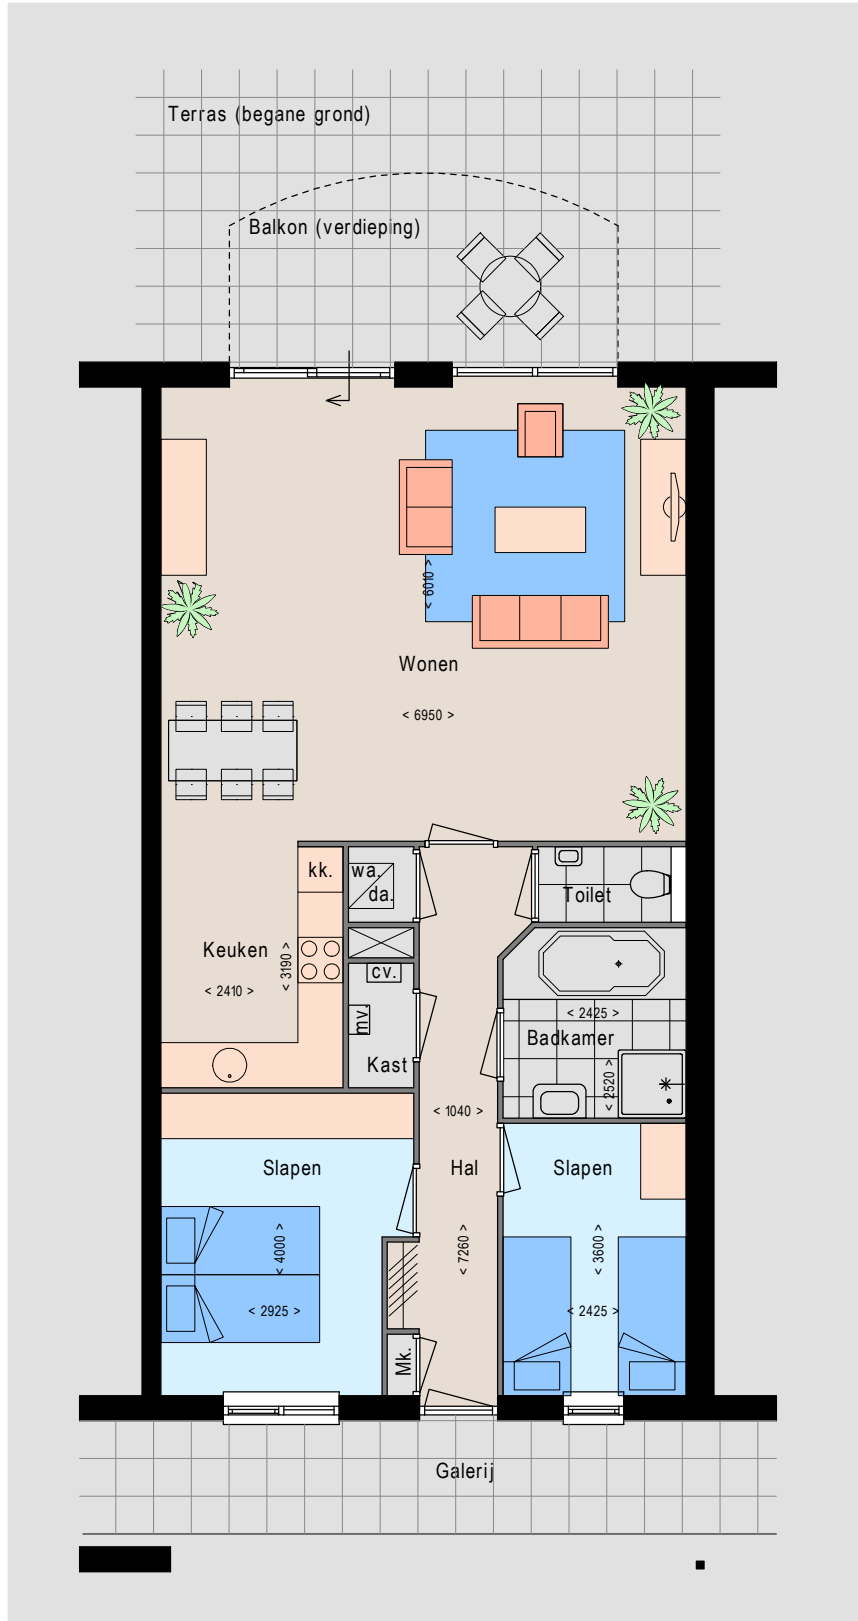 Terras (begane grond)
Balkon (verdieping)
< 6010 >
Wonen
< 6950 >
kk.
wa.
da.
Toilet
Keuken
< 3190 >
< 2410 >
cv.
mv.
Kast
< 2425 >
Badkamer
< 2520 >
< 1040 >
Slapen
Hal
Slapen
< 4000 >
< 7260 >
< 3600 >
< 2925 >
< 2425 >
Mk.
Galerij